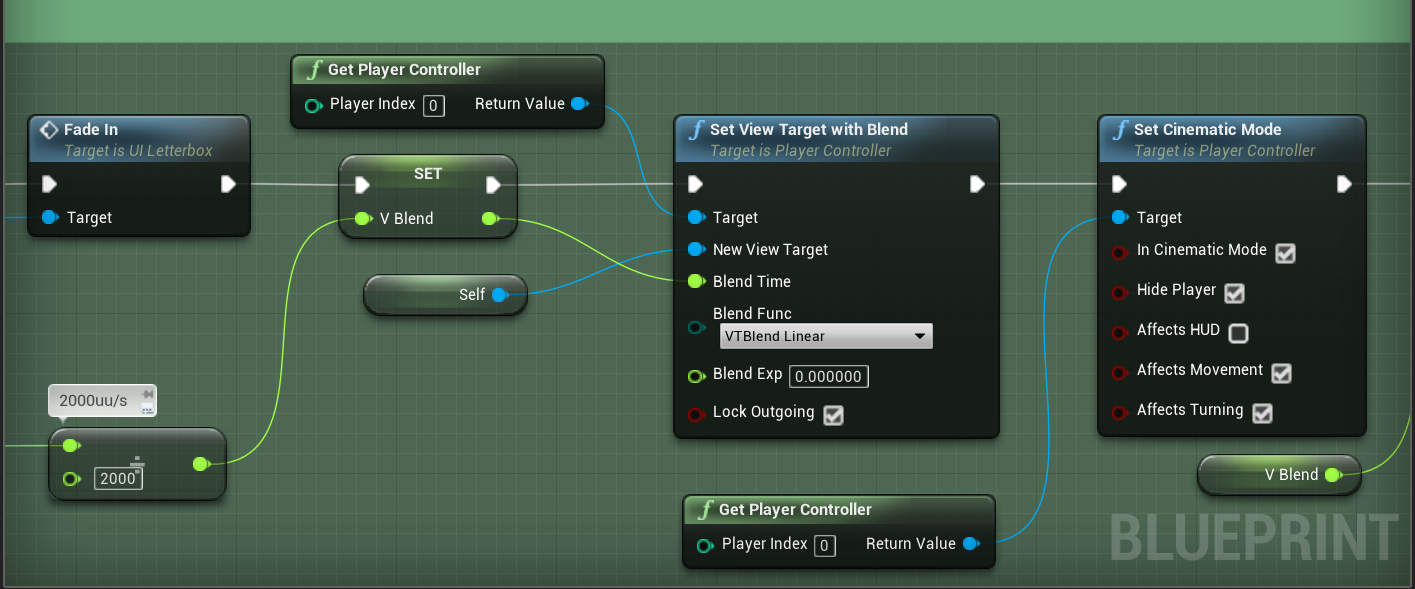 Get Player Controller
Player Index 0 Return Value
Fade In
Target is UI Letterbox
Target
SET
V Blend
Self
Set View Target with Blend
Target is Player Controller
Target
New View Target
Blend Time
Blend Func
VTBlend Linear
Blend Exp 0.000000
Lock Outgoing
Set Cinematic Mode
Target is Player Controller
Target
In Cinematic Mode
Hide Player
Affects HUD
Affects Movement
Affects Turning
2000uu/s
2000
V Blend
Get Player Controller
Player Index 0 Return Value
BLUEPRINT